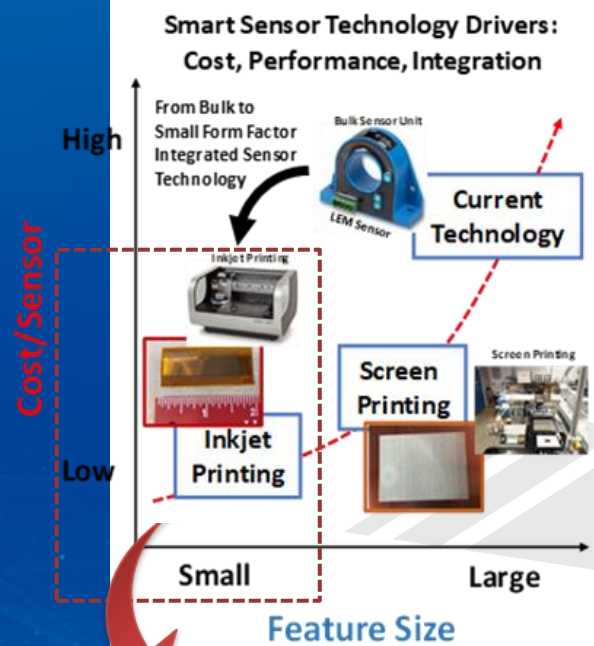 Smart Sensor Technology Drivers:
Cost, Performance, Integration
From Bulk to
Small Form Factor
Integrated Sensor
Technology
High
Bulk Sensor Unit
LEM Sensor
Current
Technology
Cost/Sensor
Inkjet Printing
Screen
Printing
Screen Printing
Inkjet
Printing
Low
Small
Large
Feature Size